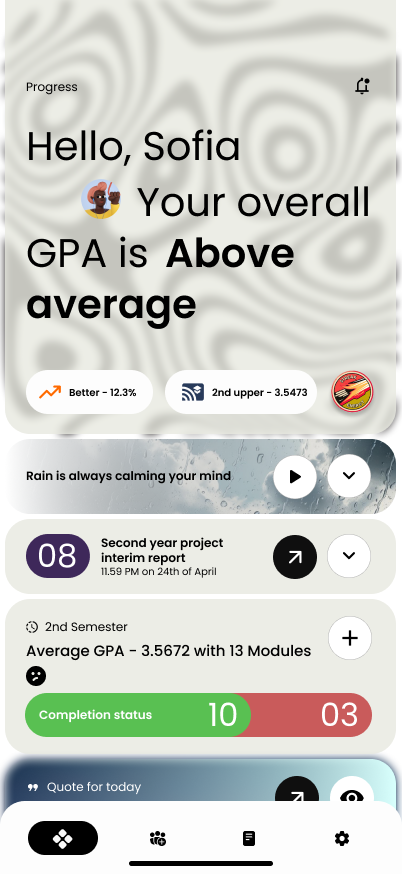 Progress
Hello, Sofia
Your overall
GPA is Above
average
Better - 12.3%
2nd upper - 3.5473
Rain is always calming your mind
08
Second year project
interim report
11.59 PM on 24th of April
2nd Semester
Average GPA - 3.5672 with 13 Modules
Completion status 10 03
Quote for today